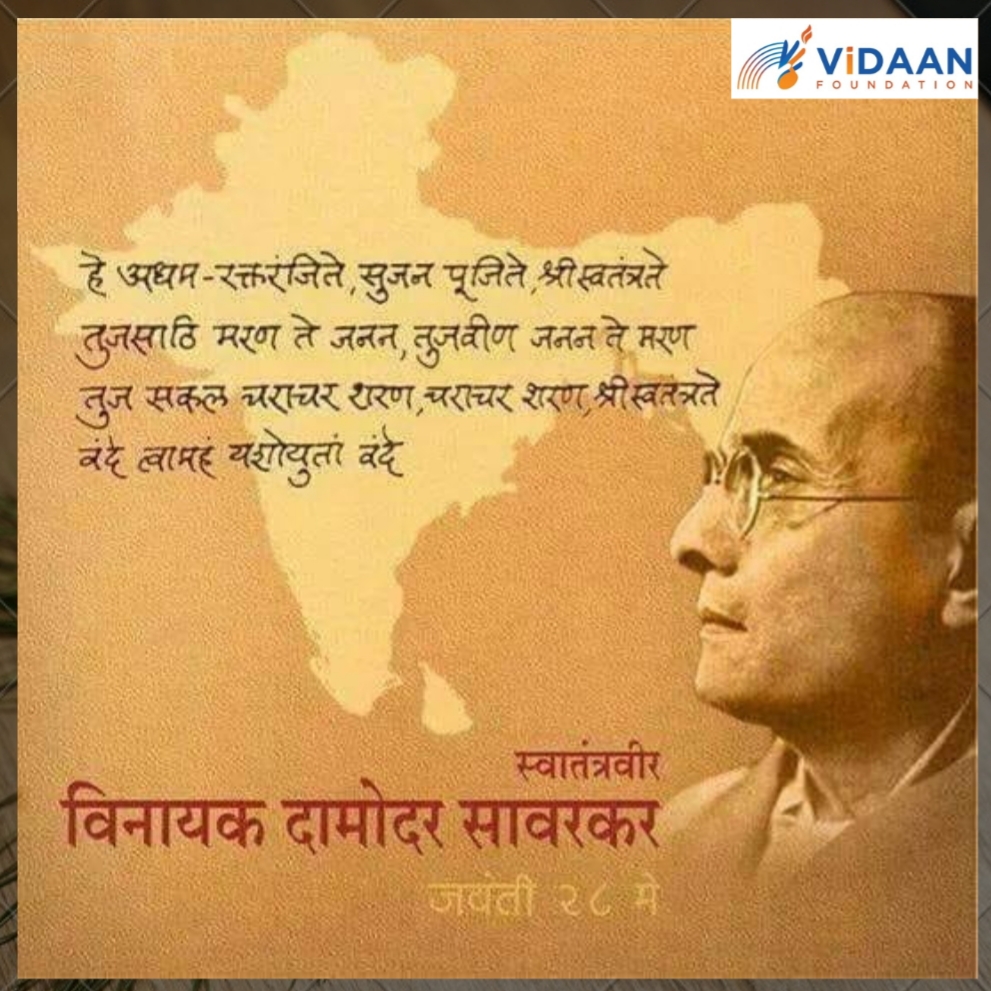 ViDAAN
FOUNDATION
हे अधम-रक्तरंजिते, सुजन पूजिते, श्रीस्वतंत्रते
तुजसाठि मरण ते जनन, तुजवीण जनन ते मरण
तुज सकल चराचर शरण, चराचर शरण, श्रीस्वतंत्रते
वंदे त्वामहं यशोयुतां वंदे
स्वातंत्रवीर
विनायक दामोदर सावरकर
जयंती २८ मे